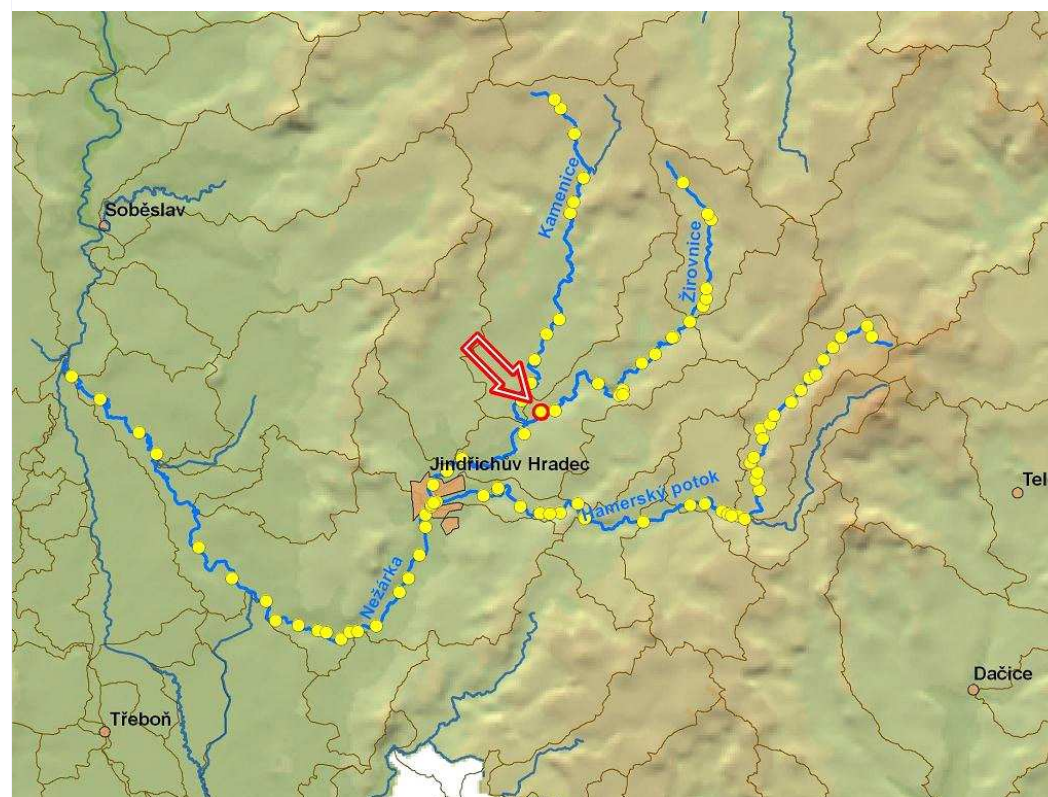 Kamenice
Soběslav
Žirovnice
Jindřichův Hradec
Tel
Hamerský potok
Nežárka
Dačice
Třeboň